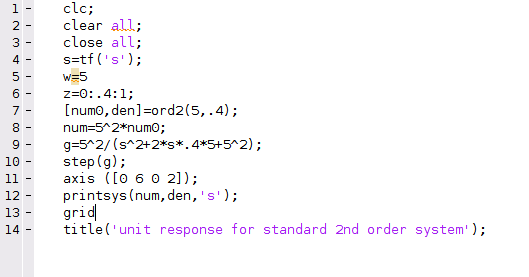 1 - clc;
2 - clear all;
3 - close all;
4 - s=tf('s');
5 - w=5
6 - z=0:.4:1;
7 - [num0,den]=ord2(5,.4);
8 - num=5^2*num0;
9 - g=5^2/(s^2+2*s*.4*5+5^2);
10 - step(g);
11 - axis ([0 6 0 2]);
12 - printsys(num,den,'s');
13 - grid
14 - title('unit response for standard 2nd order system');